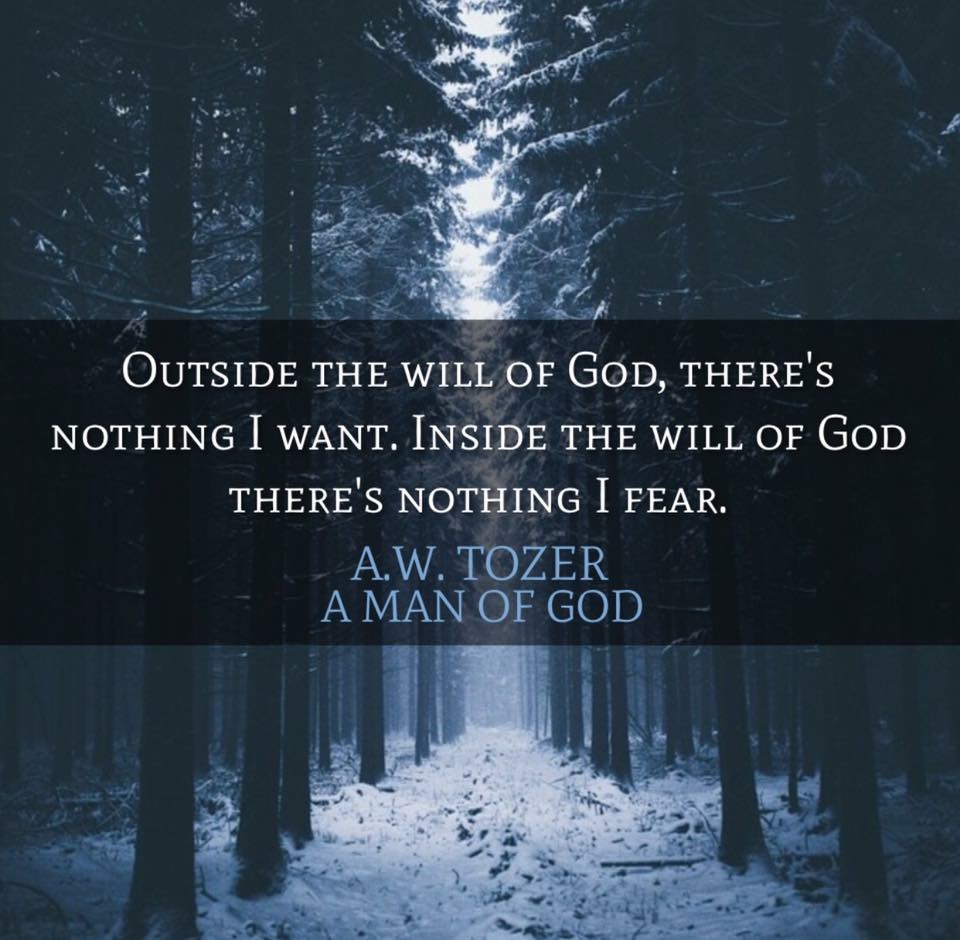 Outside the will of God, there's
nothing I want. Inside the will of God
there's nothing I fear.
A.W. TOZER
A MAN OF GOD